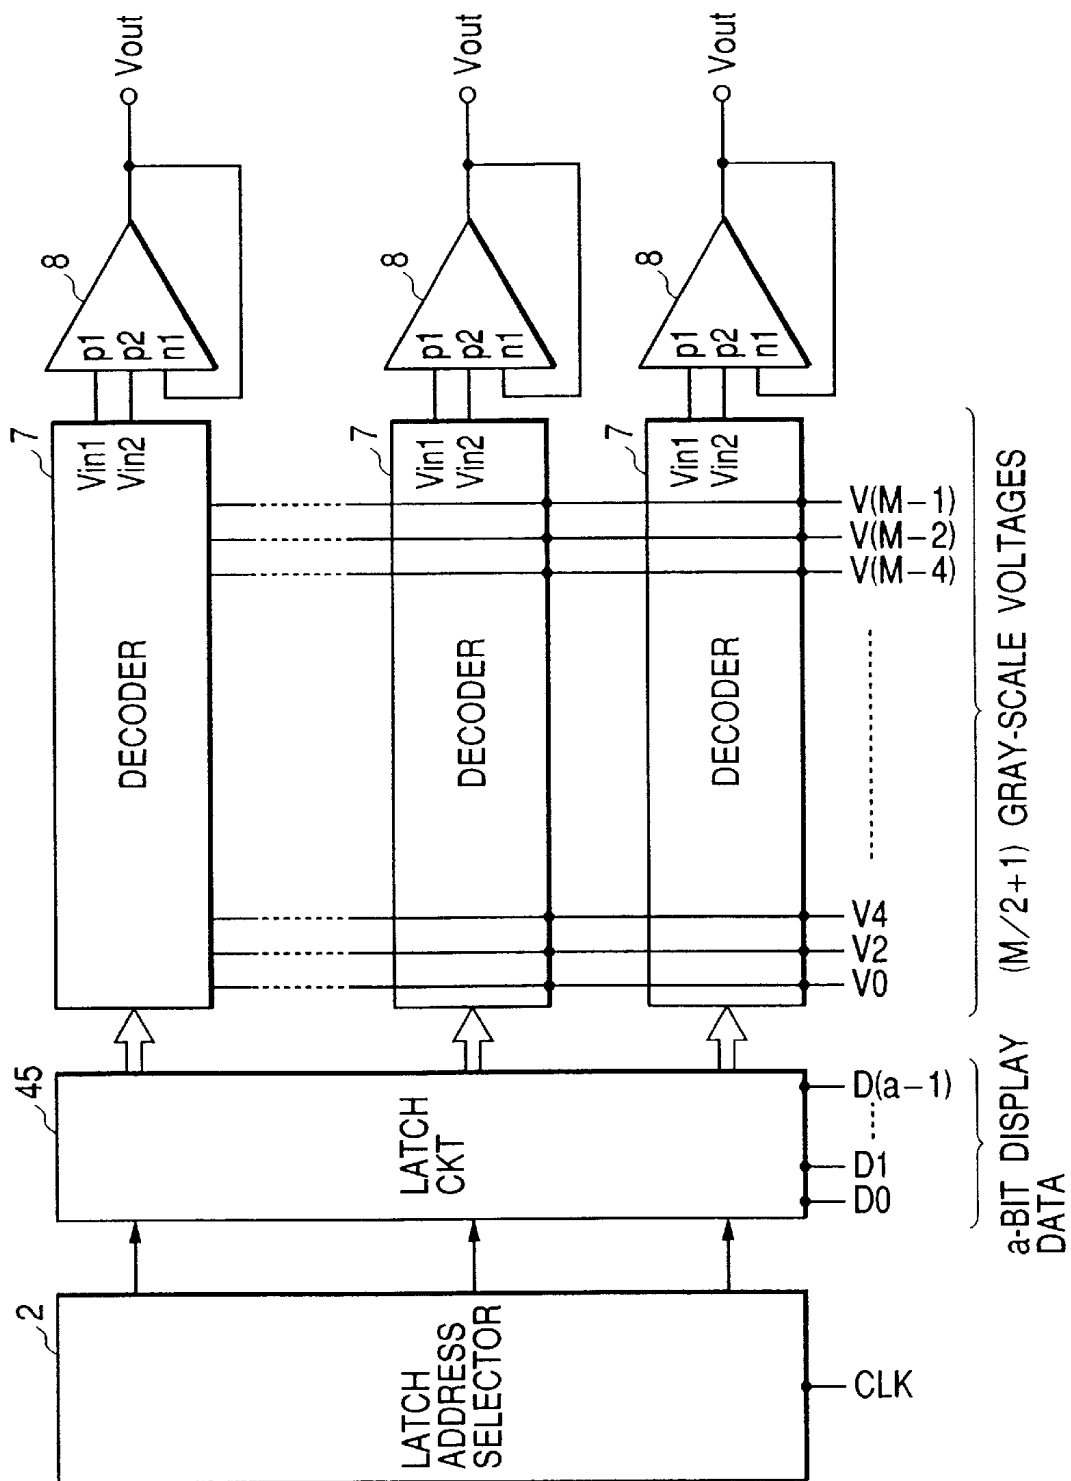 2
LATCH
ADDRESS
SELECTOR
CLK
45
LATCH
CKT
D0
D1
D(a−1)
a-BIT DISPLAY
DATA
7
DECODER
Vin1
Vin2
7
DECODER
Vin1
Vin2
7
DECODER
Vin1
Vin2
V0
V2
V4
V(M−4)
V(M−2)
V(M−1)
(M/2+1) GRAY-SCALE VOLTAGES
8
p1
p2
n1
Vout
8
p1
p2
n1
Vout
8
p1
p2
n1
Vout